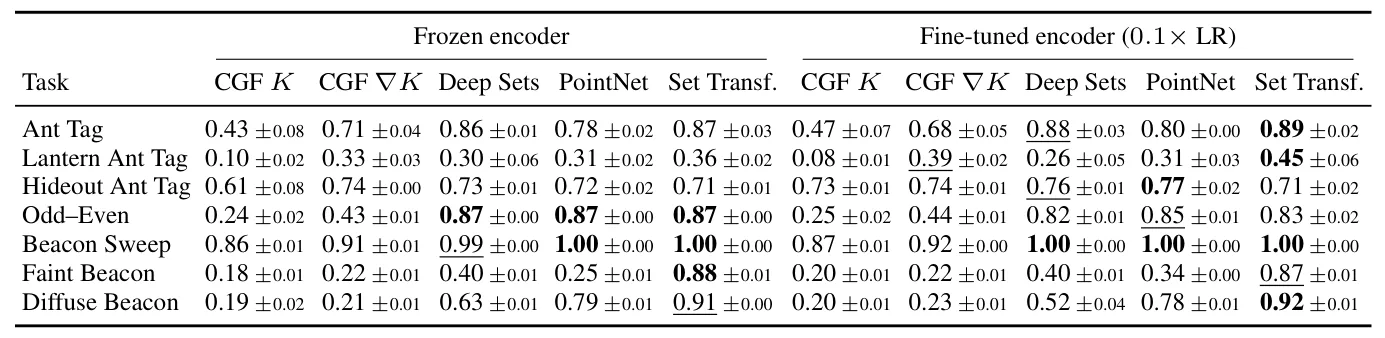 Frozen encoder Fine-tuned encoder (0.1× LR)
Task CGF K CGF ∇K Deep Sets PointNet Set Transf. CGF K CGF ∇K Deep Sets PointNet Set Transf.
Ant Tag 0.43 ±0.08 0.71 ±0.04 0.86 ±0.01 0.78 ±0.02 0.87 ±0.03 0.47 ±0.07 0.68 ±0.05 0.88 ±0.03 0.80 ±0.00 0.89 ±0.02
Lantern Ant Tag 0.10 ±0.02 0.33 ±0.03 0.30 ±0.06 0.31 ±0.02 0.36 ±0.02 0.08 ±0.01 0.39 ±0.02 0.26 ±0.05 0.31 ±0.03 0.45 ±0.06
Hideout Ant Tag 0.61 ±0.08 0.74 ±0.00 0.73 ±0.01 0.72 ±0.02 0.71 ±0.01 0.73 ±0.01 0.74 ±0.01 0.76 ±0.01 0.77 ±0.02 0.71 ±0.02
Odd–Even 0.24 ±0.02 0.43 ±0.01 0.87 ±0.00 0.87 ±0.00 0.87 ±0.00 0.25 ±0.02 0.44 ±0.01 0.82 ±0.01 0.85 ±0.01 0.83 ±0.02
Beacon Sweep 0.86 ±0.01 0.91 ±0.01 0.99 ±0.00 1.00 ±0.00 1.00 ±0.00 0.87 ±0.01 0.92 ±0.00 1.00 ±0.00 1.00 ±0.00 1.00 ±0.00
Faint Beacon 0.18 ±0.01 0.22 ±0.01 0.40 ±0.01 0.25 ±0.01 0.88 ±0.01 0.20 ±0.01 0.22 ±0.01 0.40 ±0.01 0.34 ±0.00 0.87 ±0.01
Diffuse Beacon 0.19 ±0.02 0.21 ±0.01 0.63 ±0.01 0.79 ±0.01 0.91 ±0.00 0.20 ±0.01 0.23 ±0.01 0.52 ±0.04 0.78 ±0.01 0.92 ±0.01